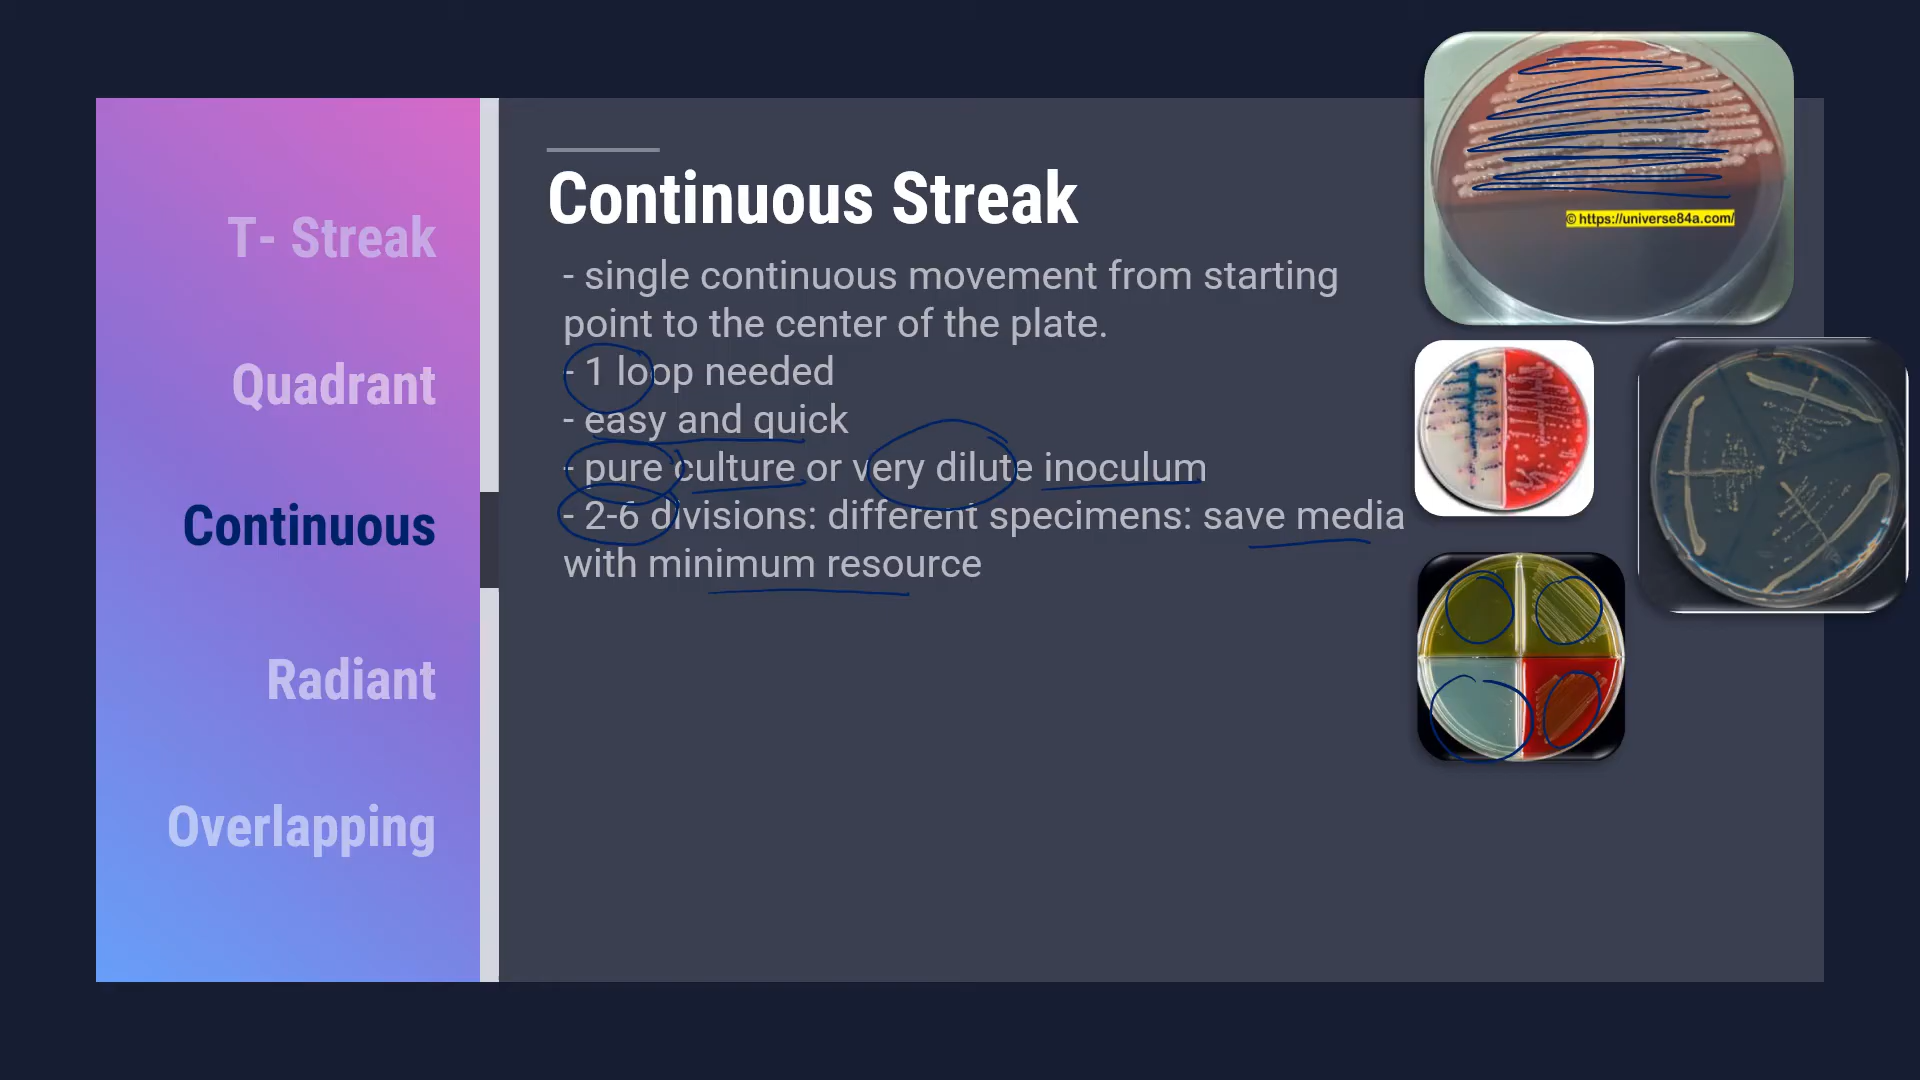 T- Streak
Quadrant
Continuous
Radiant
Overlapping
Continuous Streak
- single continuous movement from starting
point to the center of the plate.
- 1 loop needed
- easy and quick
- pure culture or very dilute inoculum
- 2-6 divisions: different specimens: save media
with minimum resource
© https://universe84a.com/